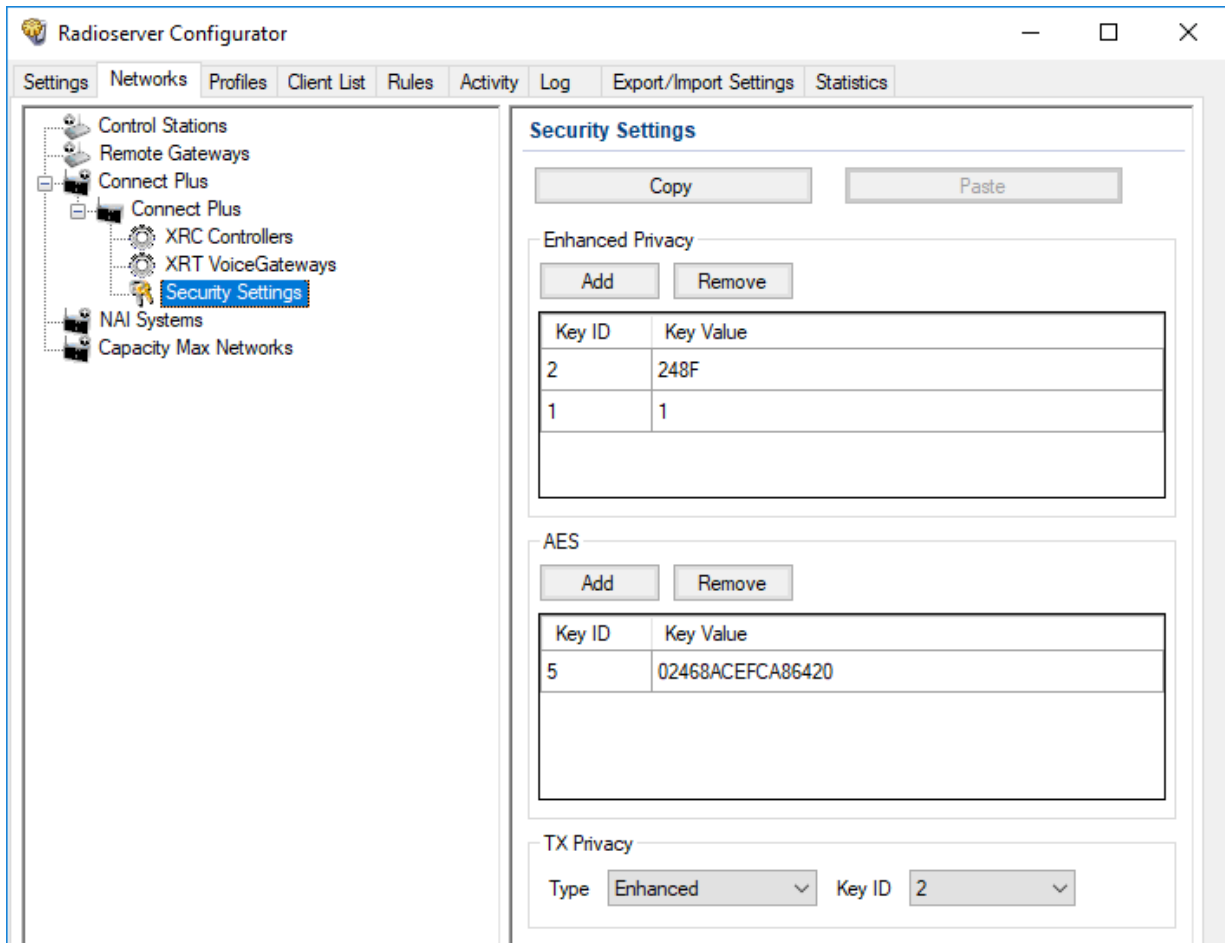 Radioserver Configurator
Settings Networks Profiles Client List Rules Activity Log Export/Import Settings Statistics
Control Stations
Remote Gateways
Connect Plus
Connect Plus
XRC Controllers
XRT VoiceGateways
Security Settings
NAI Systems
Capacity Max Networks
Security Settings
Copy Paste
Enhanced Privacy
Add Remove
Key ID Key Value
2 248F
1 1
AES
Add Remove
Key ID Key Value
5 02468ACEFCA86420
TX Privacy
Type Enhanced Key ID 2